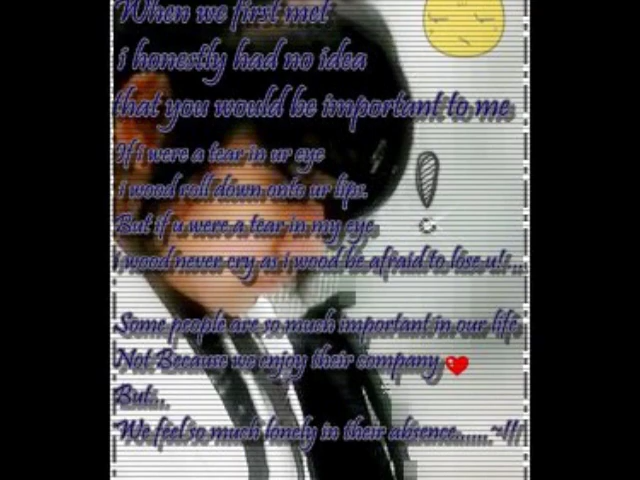 When we first met
i honestly had no idea
that you would be important to me
If i were a tear in ur eye
i wood roll down onto ur lips.
But if u were a tear in my eye
i wood never cry as i wood be afraid to lose u!!...
Some people are so much important in our life
Not Because we enjoy their company
But...
We feel so much lonely in their absence......~!!!